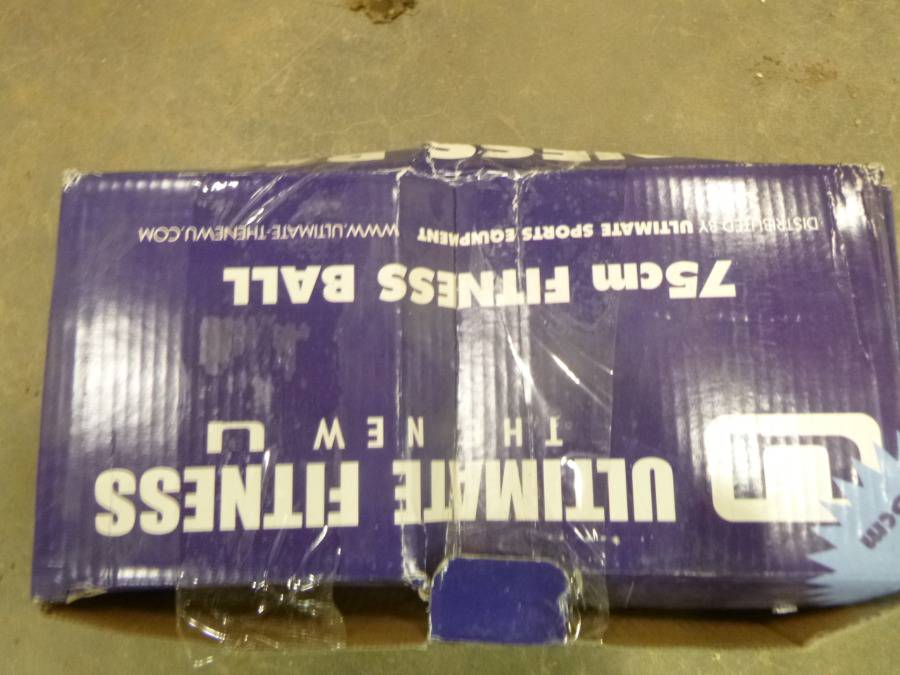 ULTIMATE FITNESS
THE NEW U
75cm FITNESS BALL
DISTRIBUTED BY ULTIMATE SPORTS EQUIPMENT WWW.ULTIMATE-THENEWU.COM